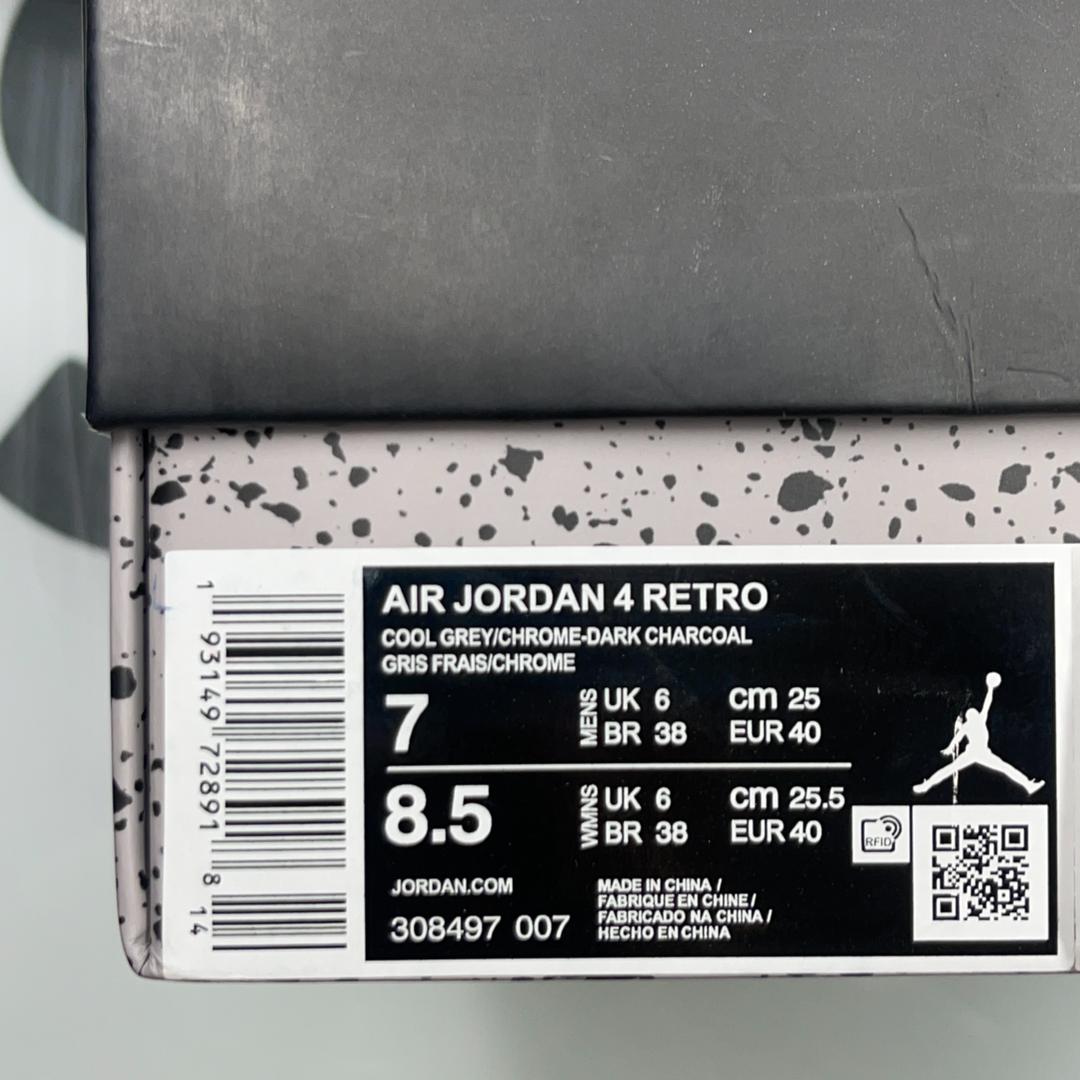 AIR JORDAN 4 RETRO
COOL GREY/CHROME-DARK CHARCOAL
GRIS FRAIS/CHROME
7
MENS
UK 6 cm 25
BR 38 EUR 40
8.5
WMNS
UK 6 cm 25.5
BR 38 EUR 40
RFID
JORDAN.COM
308497 007
MADE IN CHINA /
FABRIQUE EN CHINE /
FABRICADO NA CHINA /
HECHO EN CHINA
1 93149 72891 8 14